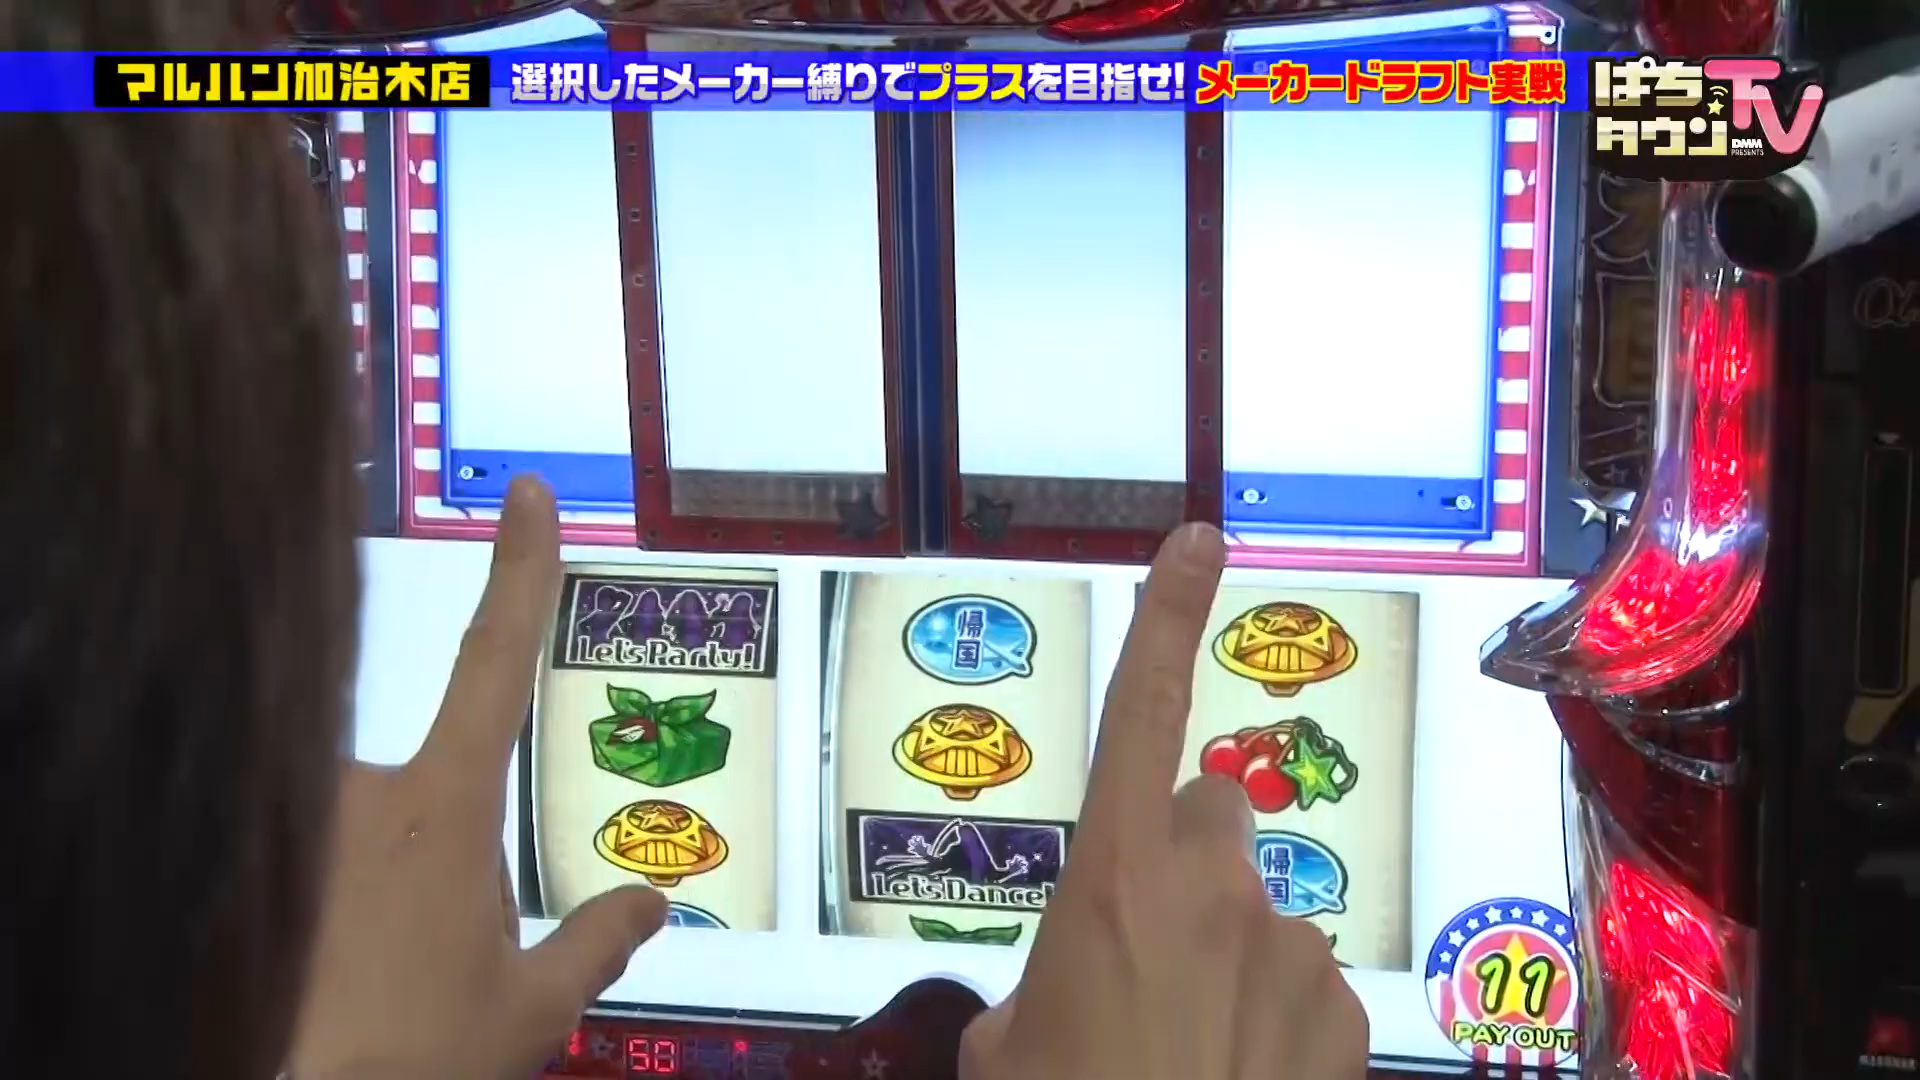 マルハン加治木店
選択したメーカー縛りでプラスを目指せ!
メーカードラフト実戦
ぱち
タウン
TV
DMM
PRESENTS
Let's Party!
帰国
Let's Dance!
帰国
11
PAY OUT
50